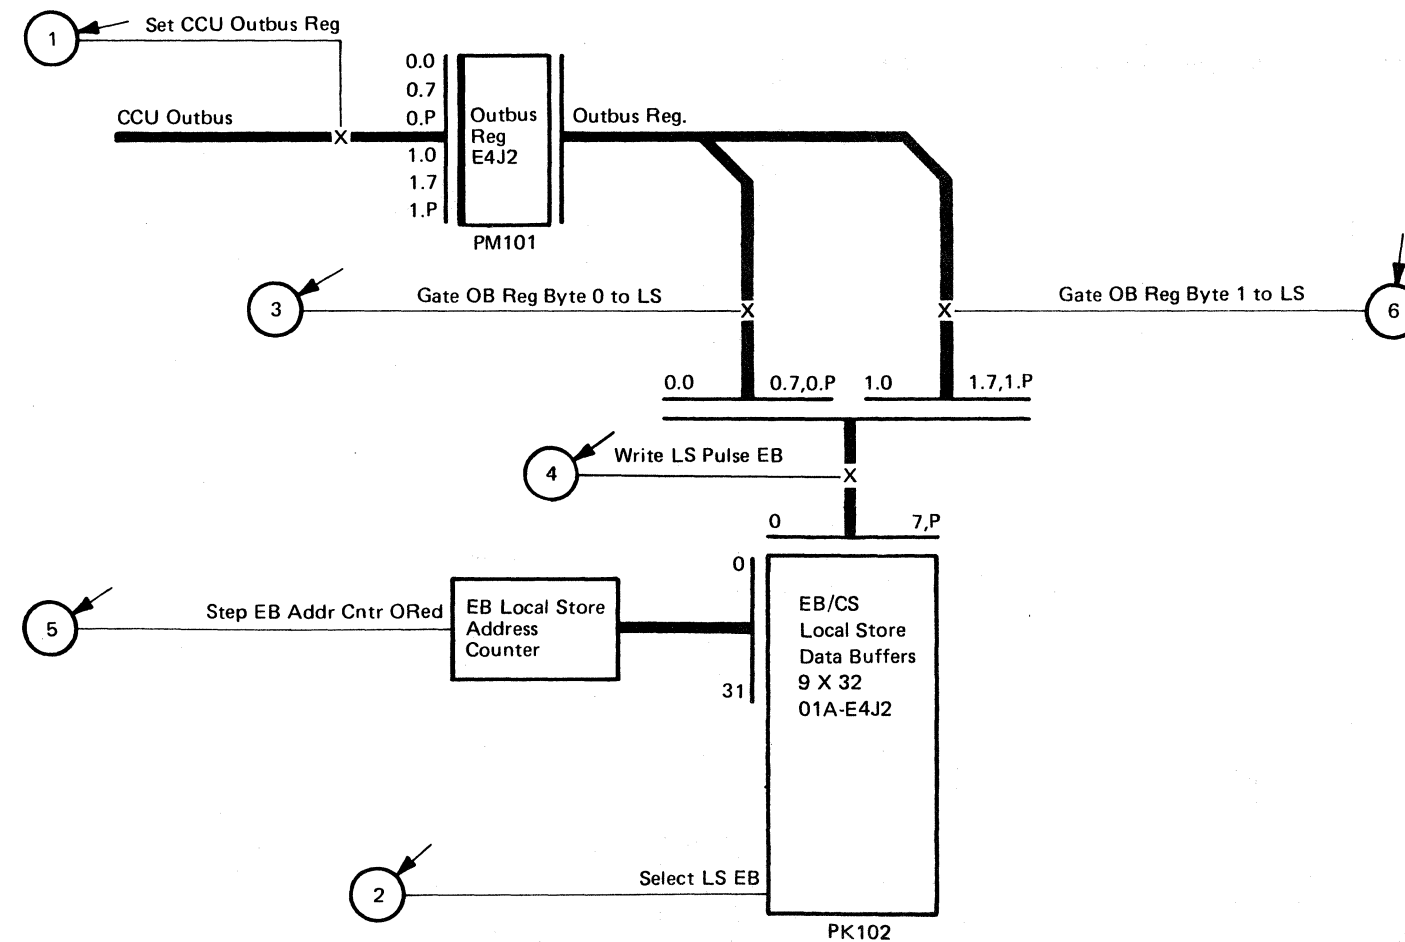 1
Set CCU Outbus Reg
CCU Outbus
X
0.0
0.7
0.P
1.0
1.7
1.P
Outbus
Reg
E4J2
PM101
Outbus Reg.
3
Gate OB Reg Byte 0 to LS
X
X
Gate OB Reg Byte 1 to LS
6
0.0
0.7,0.P
1.0
1.7,1.P
4
Write LS Pulse EB
X
0
7,P
5
Step EB Addr Cntr ORed
EB Local Store
Address
Counter
0
31
EB/CS
Local Store
Data Buffers
9 X 32
01A-E4J2
2
Select LS EB
PK102